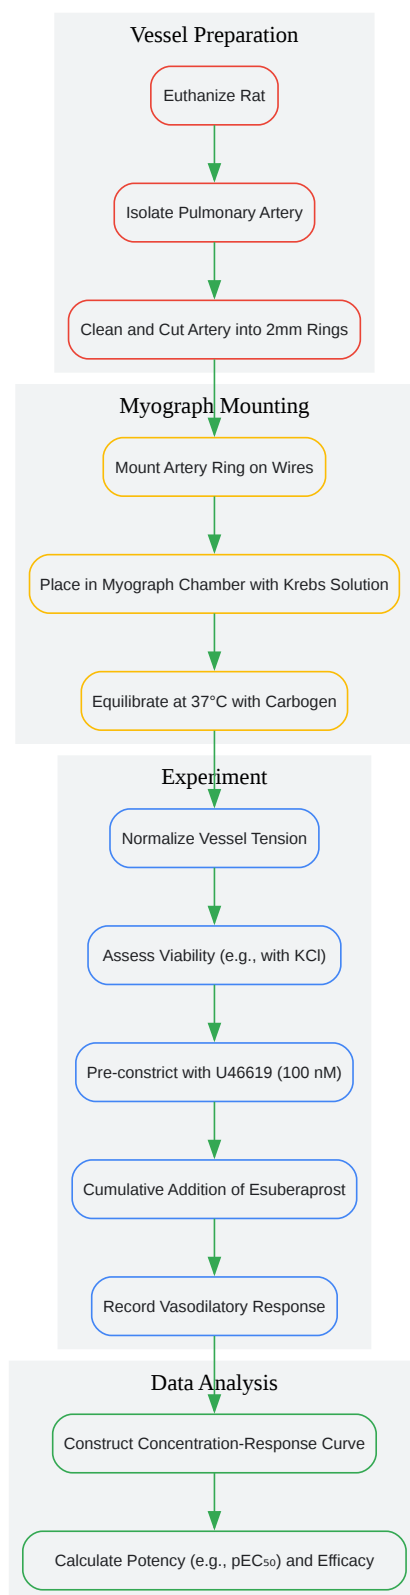 Vessel Preparation
Euthanize Rat
Isolate Pulmonary Artery
Clean and Cut Artery into 2mm Rings
Myograph Mounting
Mount Artery Ring on Wires
Place in Myograph Chamber with Krebs Solution
Equilibrate at 37°C with Carbogen
Experiment
Normalize Vessel Tension
Assess Viability (e.g., with KCl)
Pre-constrict with U46619 (100 nM)
Cumulative Addition of Esuberaprost
Record Vasodilatory Response
Data Analysis
Construct Concentration-Response Curve
Calculate Potency (e.g., pEC₅₀) and Efficacy